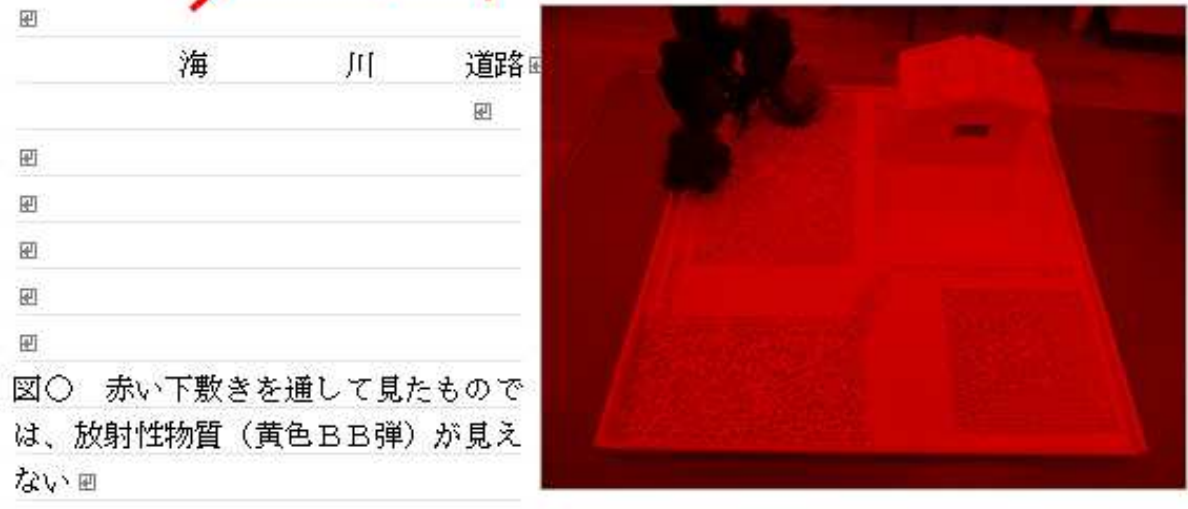 海 川 道路
図○ 赤い下敷きを通して見たもので
は、放射性物質（黄色ＢＢ弾）が見え
ない